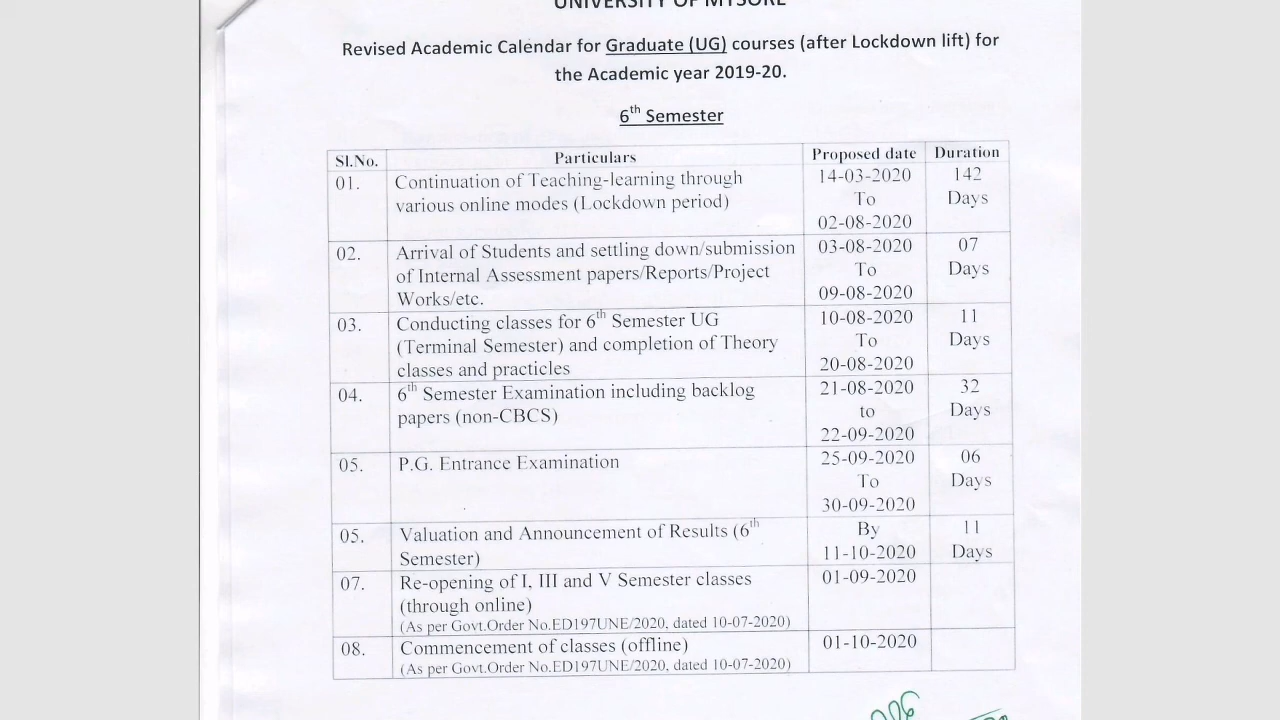 UNIVERSITY OF MYSORE
Revised Academic Calendar for Graduate (UG) courses (after Lockdown lift) for
the Academic year 2019-20.
6th Semester
Sl.No. Particulars Proposed date Duration
01. Continuation of Teaching-learning through various online modes (Lockdown period) 14-03-2020 To 02-08-2020 142 Days
02. Arrival of Students and settling down/submission of Internal Assessment papers/Reports/Project Works/etc. 03-08-2020 To 09-08-2020 07 Days
03. Conducting classes for 6th Semester UG (Terminal Semester) and completion of Theory classes and practicles 10-08-2020 To 20-08-2020 11 Days
04. 6th Semester Examination including backlog papers (non-CBCS) 21-08-2020 to 22-09-2020 32 Days
05. P.G. Entrance Examination 25-09-2020 To 30-09-2020 06 Days
05. Valuation and Announcement of Results (6th Semester) By 11-10-2020 11 Days
07. Re-opening of I, III and V Semester classes (through online) 01-09-2020
(As per Govt.Order No.ED197UNE/2020, dated 10-07-2020)
08. Commencement of classes (offline) 01-10-2020
(As per Govt.Order No.ED197UNE/2020, dated 10-07-2020)